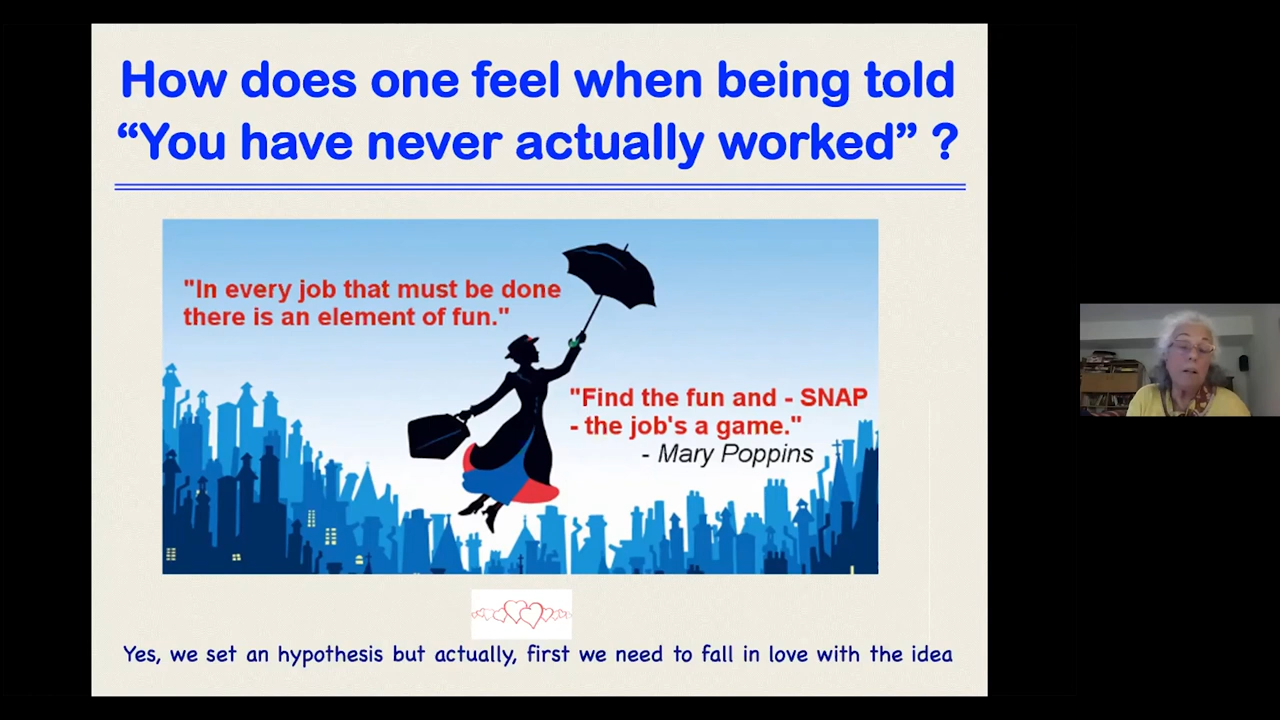 How does one feel when being told
“You have never actually worked” ?
"In every job that must be done
there is an element of fun."
"Find the fun and - SNAP
- the job's a game."
- Mary Poppins
Yes, we set an hypothesis but actually, first we need to fall in love with the idea